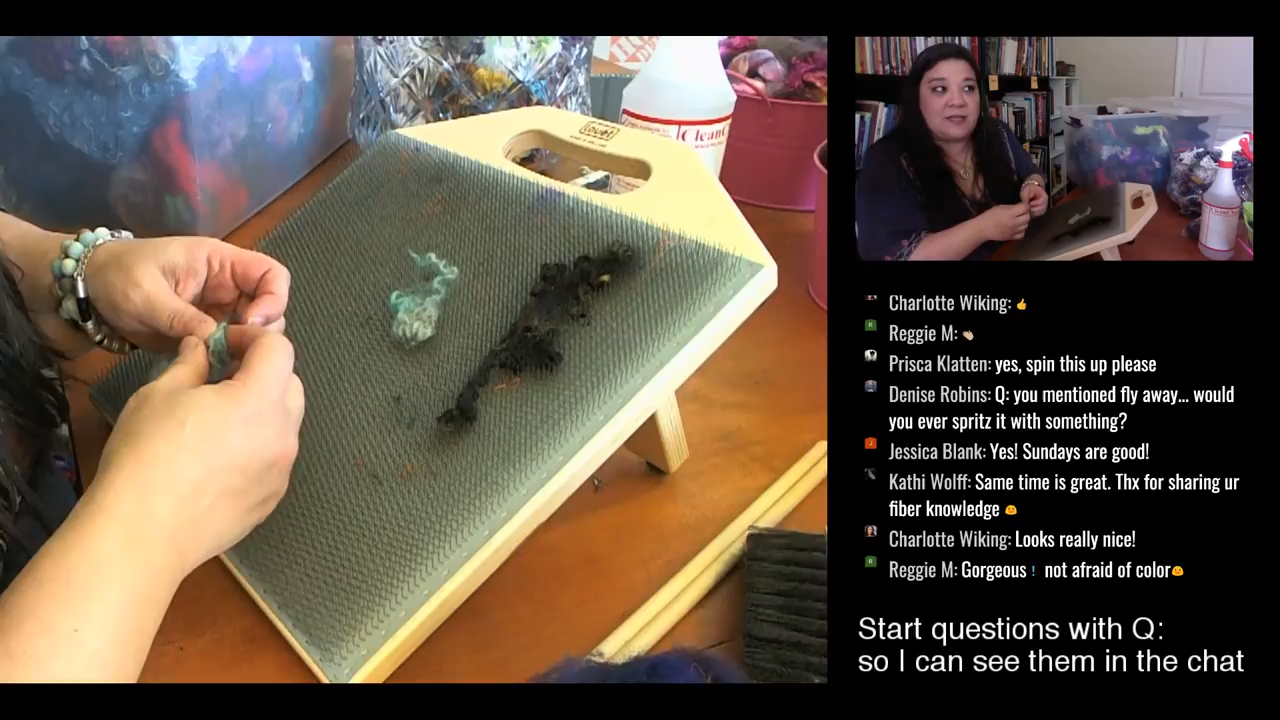 Louët
Clean
Charlotte Wiking: 👍
Reggie M: 👏🏼
Prisca Klatten: yes, spin this up please
Denise Robins: Q: you mentioned fly away... would
you ever spritz it with something?
Jessica Blank: Yes! Sundays are good!
Kathi Wolff: Same time is great. Thx for sharing ur
fiber knowledge 🙂
Charlotte Wiking: Looks really nice!
Reggie M: Gorgeous ! not afraid of color🙂
Start questions with Q:
so I can see them in the chat